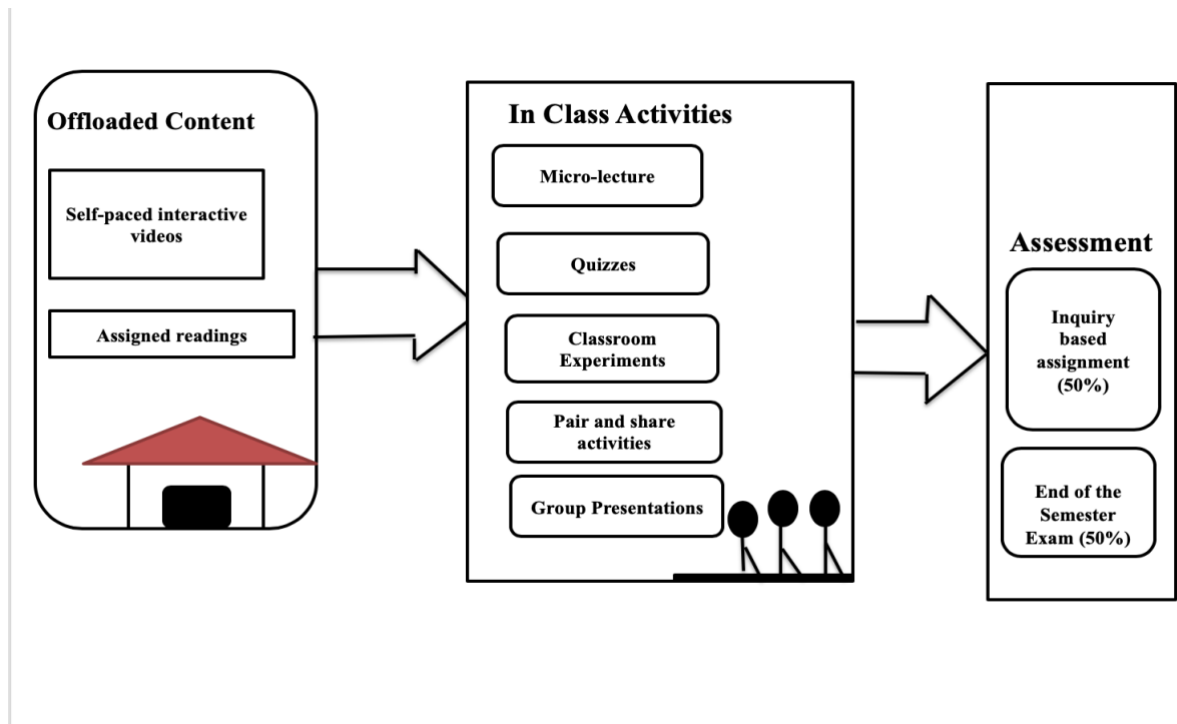 Offloaded Content
Self-paced interactive
videos
Assigned readings
In Class Activities
Micro-lecture
Quizzes
Classroom
Experiments
Pair and share
activities
Group Presentations
Assessment
Inquiry
based
assignment
(50%)
End of the
Semester
Exam (50%)